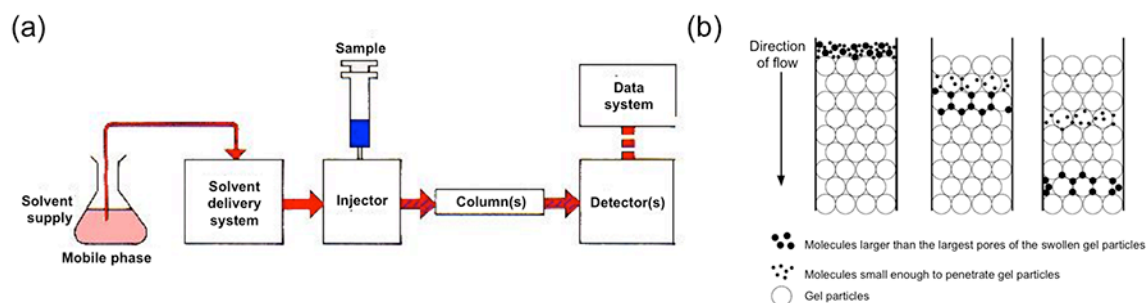 (a)
Sample
Data
system
Solvent
supply
Solvent
delivery
system
Injector
Column(s)
Detector(s)
Mobile phase
(b)
Direction
of flow
Molecules larger than the largest pores of the swollen gel particles
Molecules small enough to penetrate gel particles
Gel particles